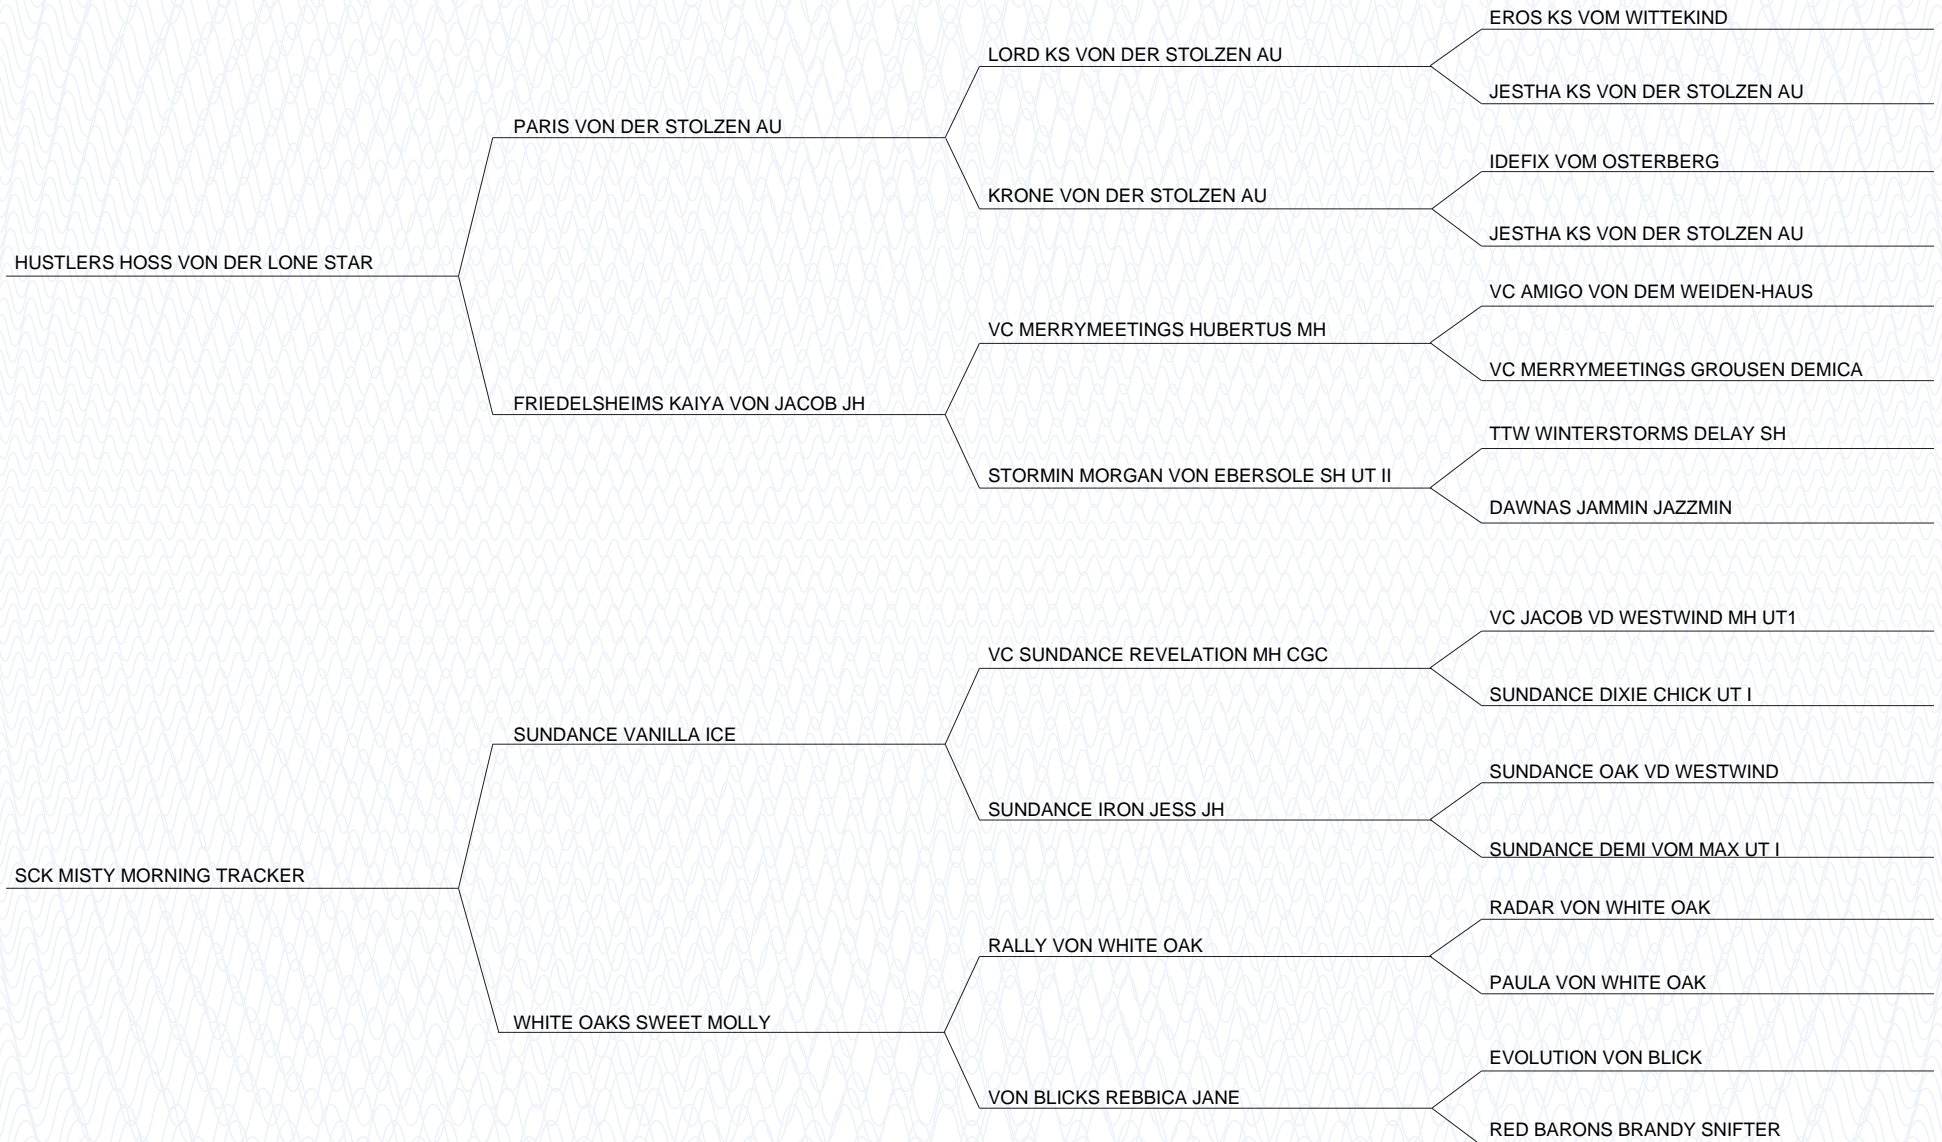 EROS KS VOM WITTEKIND
LORD KS VON DER STOLZEN AU
JESTHA KS VON DER STOLZEN AU
PARIS VON DER STOLZEN AU
IDEFIX VOM OSTERBERG
KRONE VON DER STOLZEN AU
JESTHA KS VON DER STOLZEN AU
HUSTLERS HOSS VON DER LONE STAR
VC AMIGO VON DEM WEIDEN-HAUS
VC MERRYMEETINGS HUBERTUS MH
VC MERRYMEETINGS GROUSEN DEMICA
FRIEDELSHEIMS KAIYA VON JACOB JH
TTW WINTERSTORMS DELAY SH
STORMIN MORGAN VON EBERSOLE SH UT II
DAWNAS JAMMIN JAZZMIN
VC JACOB VD WESTWIND MH UT1
VC SUNDANCE REVELATION MH CGC
SUNDANCE DIXIE CHICK UT I
SUNDANCE VANILLA ICE
SUNDANCE OAK VD WESTWIND
SUNDANCE IRON JESS JH
SUNDANCE DEMI VOM MAX UT I
SCK MISTY MORNING TRACKER
RADAR VON WHITE OAK
RALLY VON WHITE OAK
PAULA VON WHITE OAK
WHITE OAKS SWEET MOLLY
EVOLUTION VON BLICK
VON BLICKS REBBICA JANE
RED BARONS BRANDY SNIFTER